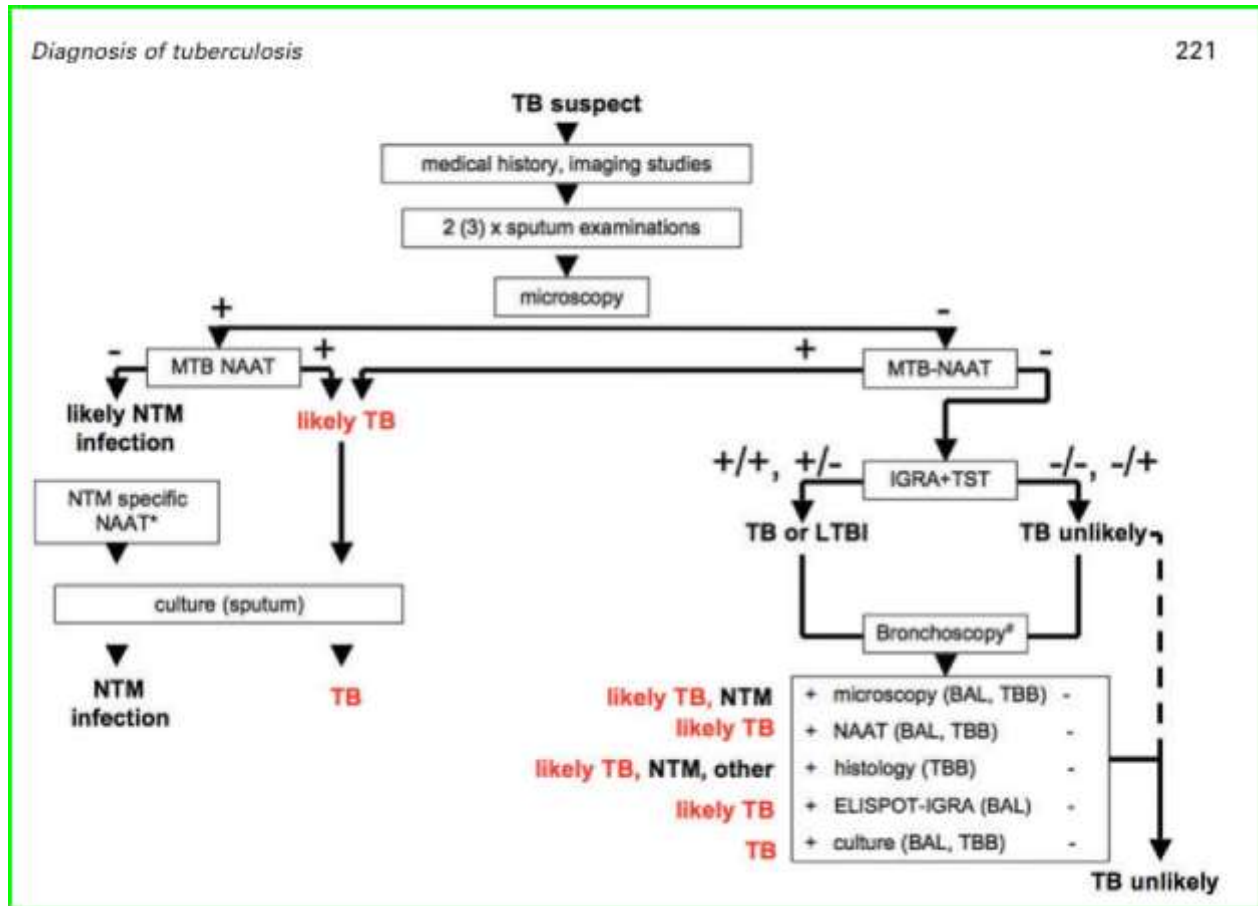 Diagnosis of tuberculosis 221
TB suspect
medical history, imaging studies
2 (3) x sputum examinations
microscopy
+ -
- MTB NAAT + + MTB-NAAT -
likely NTM
infection
likely TB
+/+, +/- IGRA+TST -/-, -/+
NTM specific
NAAT*
TB or LTBI TB unlikely
culture (sputum)
Bronchoscopy#
NTM
infection
TB
likely TB, NTM + microscopy (BAL, TBB) -
likely TB + NAAT (BAL, TBB) -
likely TB, NTM, other + histology (TBB) -
likely TB + ELISPOT-IGRA (BAL) -
TB + culture (BAL, TBB) -
TB unlikely